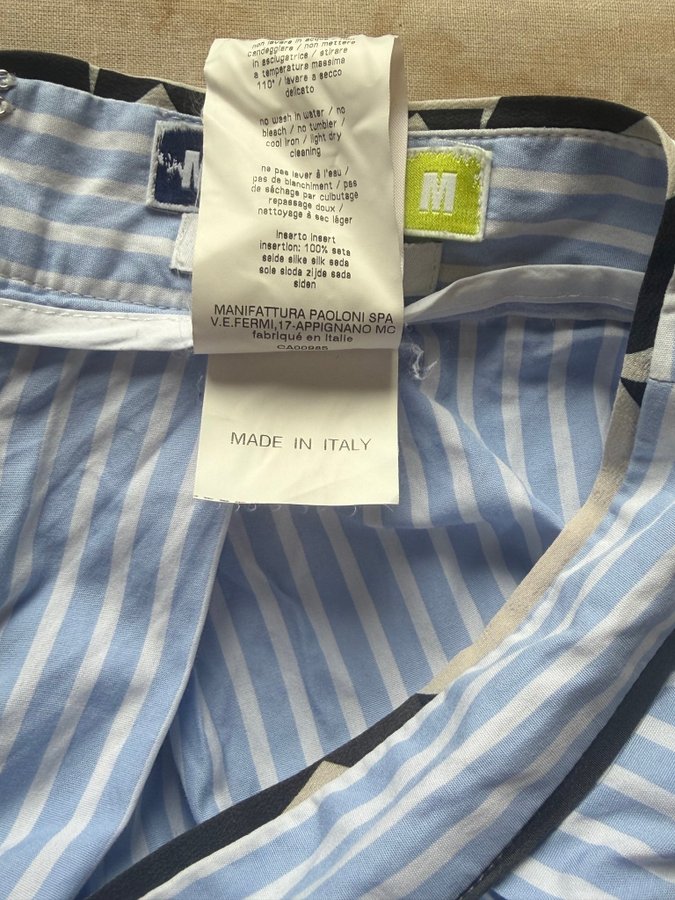 non lavare in acqua / non
candeggiare / non mettere
in asciugatrice / stirare
a temperatura massima
110° / lavare a secco
delicato
no wash in water / no
bleach / no tumbler /
cool iron / light dry
cleaning
ne pas laver à l'eau /
pas de blanchiment / pas
de séchage par culbutage
repassage doux /
nettoyage à sec léger
inserto insert
insertion: 100% seta
seide silke silk seda
sole sloda zijde sada
siden
MANIFATTURA PAOLONI SPA
V.E.FERMI,17-APPIGNANO MC
fabriqué en Italie
CA00985
MADE IN ITALY
M
M